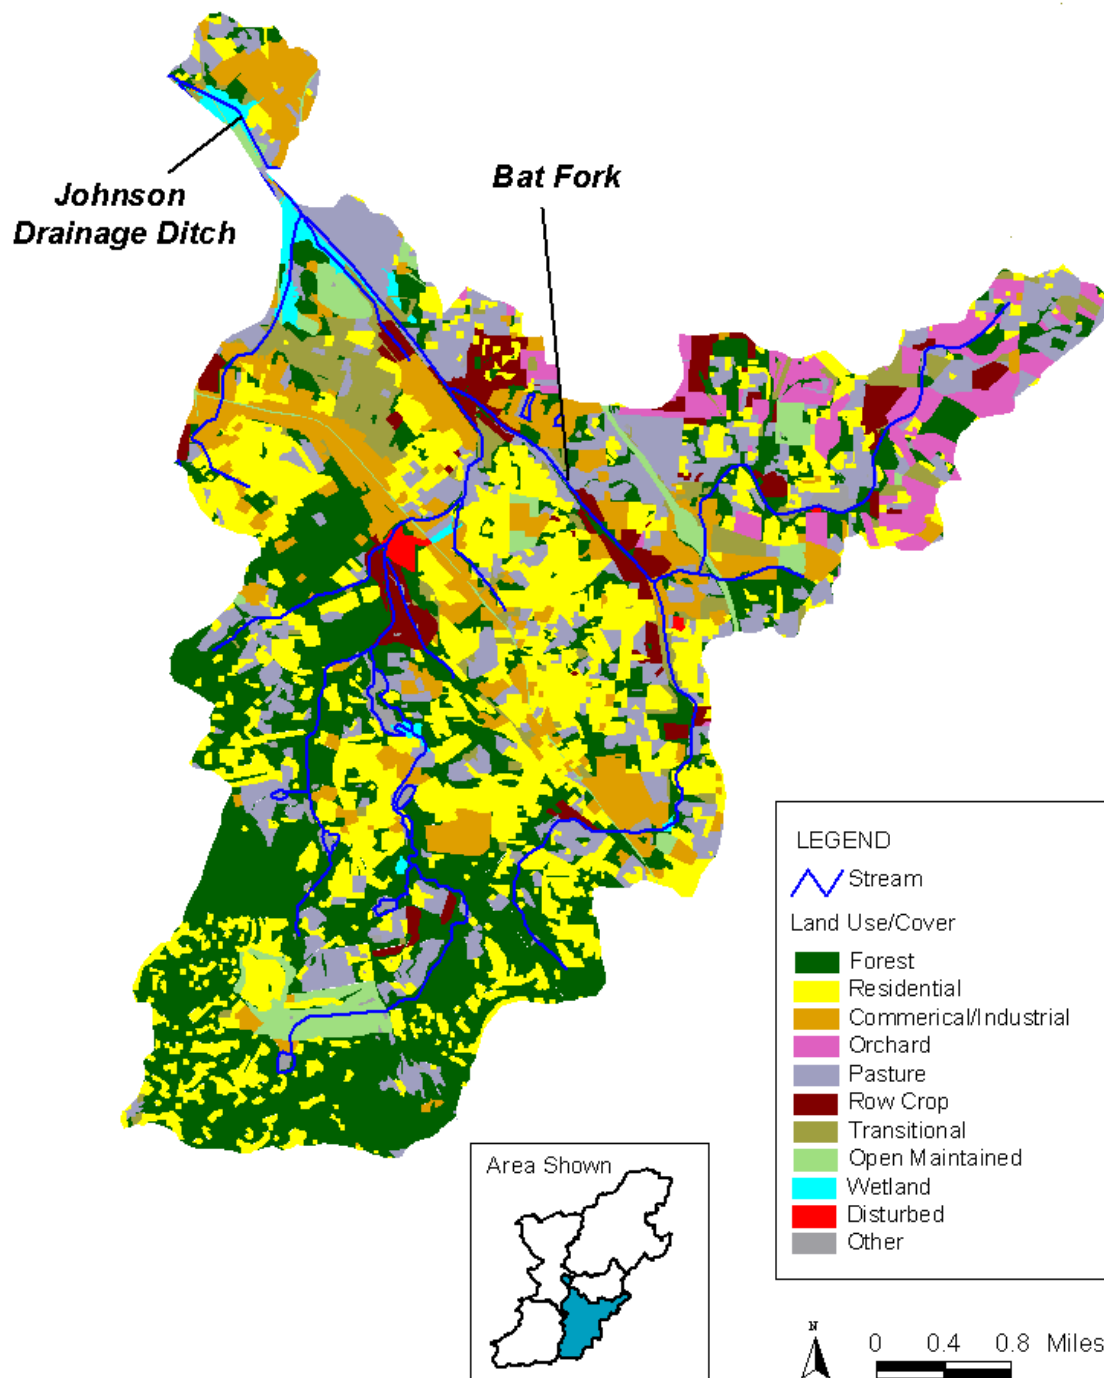 Johnson
Drainage Ditch
Bat Fork
LEGEND
Stream
Land Use/Cover
Forest
Residential
Commerical/Industrial
Orchard
Pasture
Row Crop
Transitional
Open Maintained
Wetland
Disturbed
Other
Area Shown
N
0 0.4 0.8 Miles